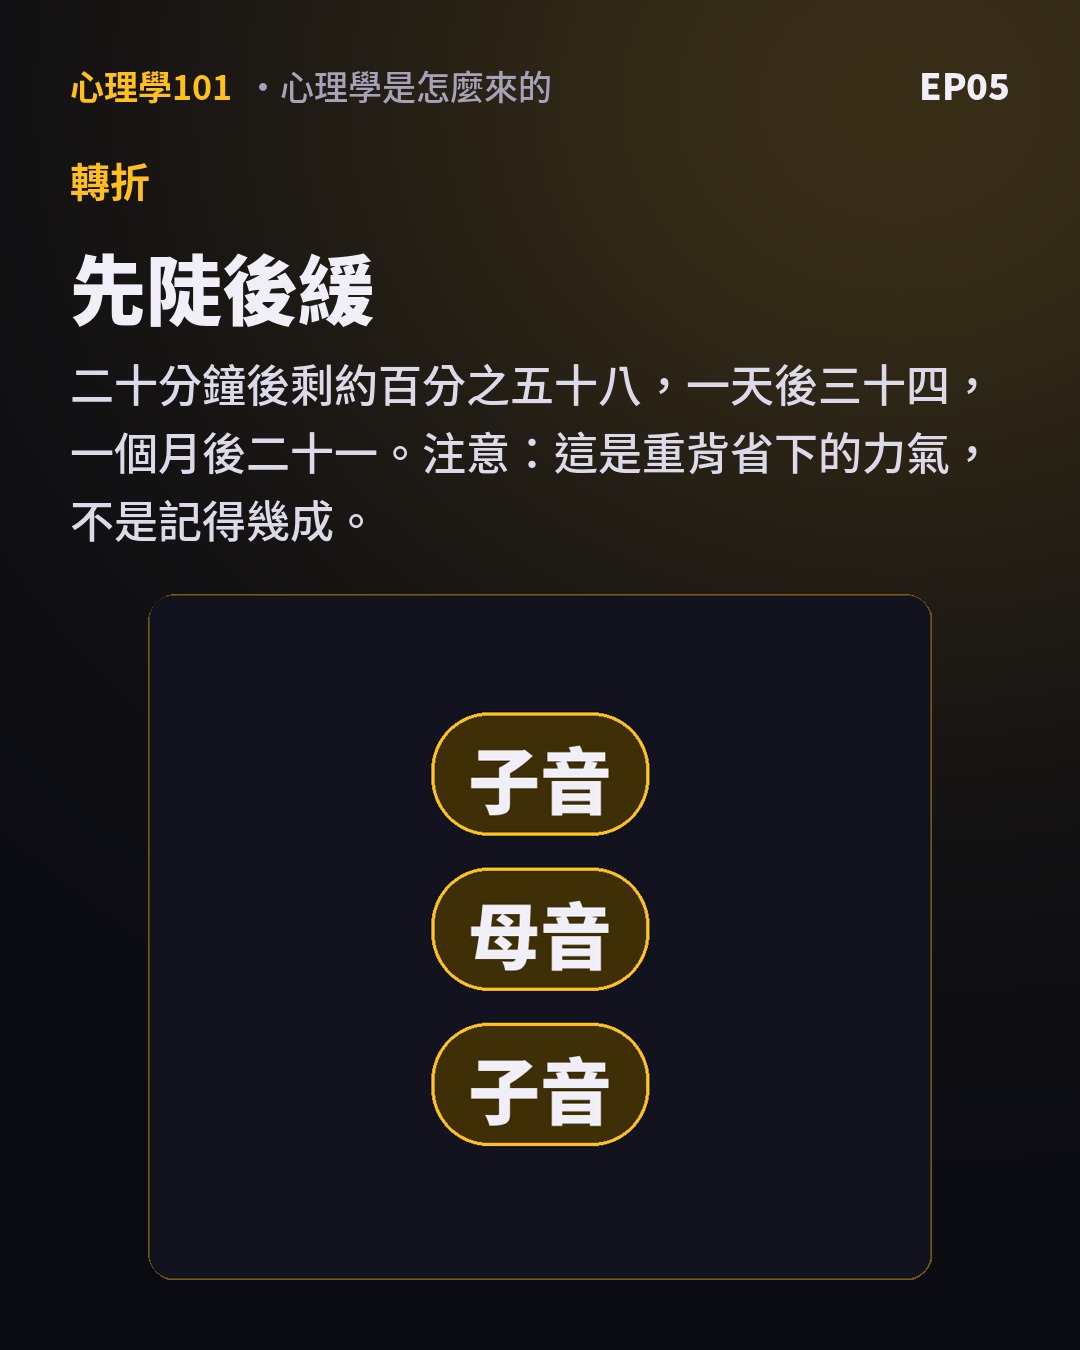 心理學101 ・心理學是怎麼來的
EP05
轉折
先陡後緩
二十分鐘後剩約百分之五十八，一天後三十四，
一個月後二十一。注意：這是重背省下的力氣，
不是記得幾成。
子音
母音
子音